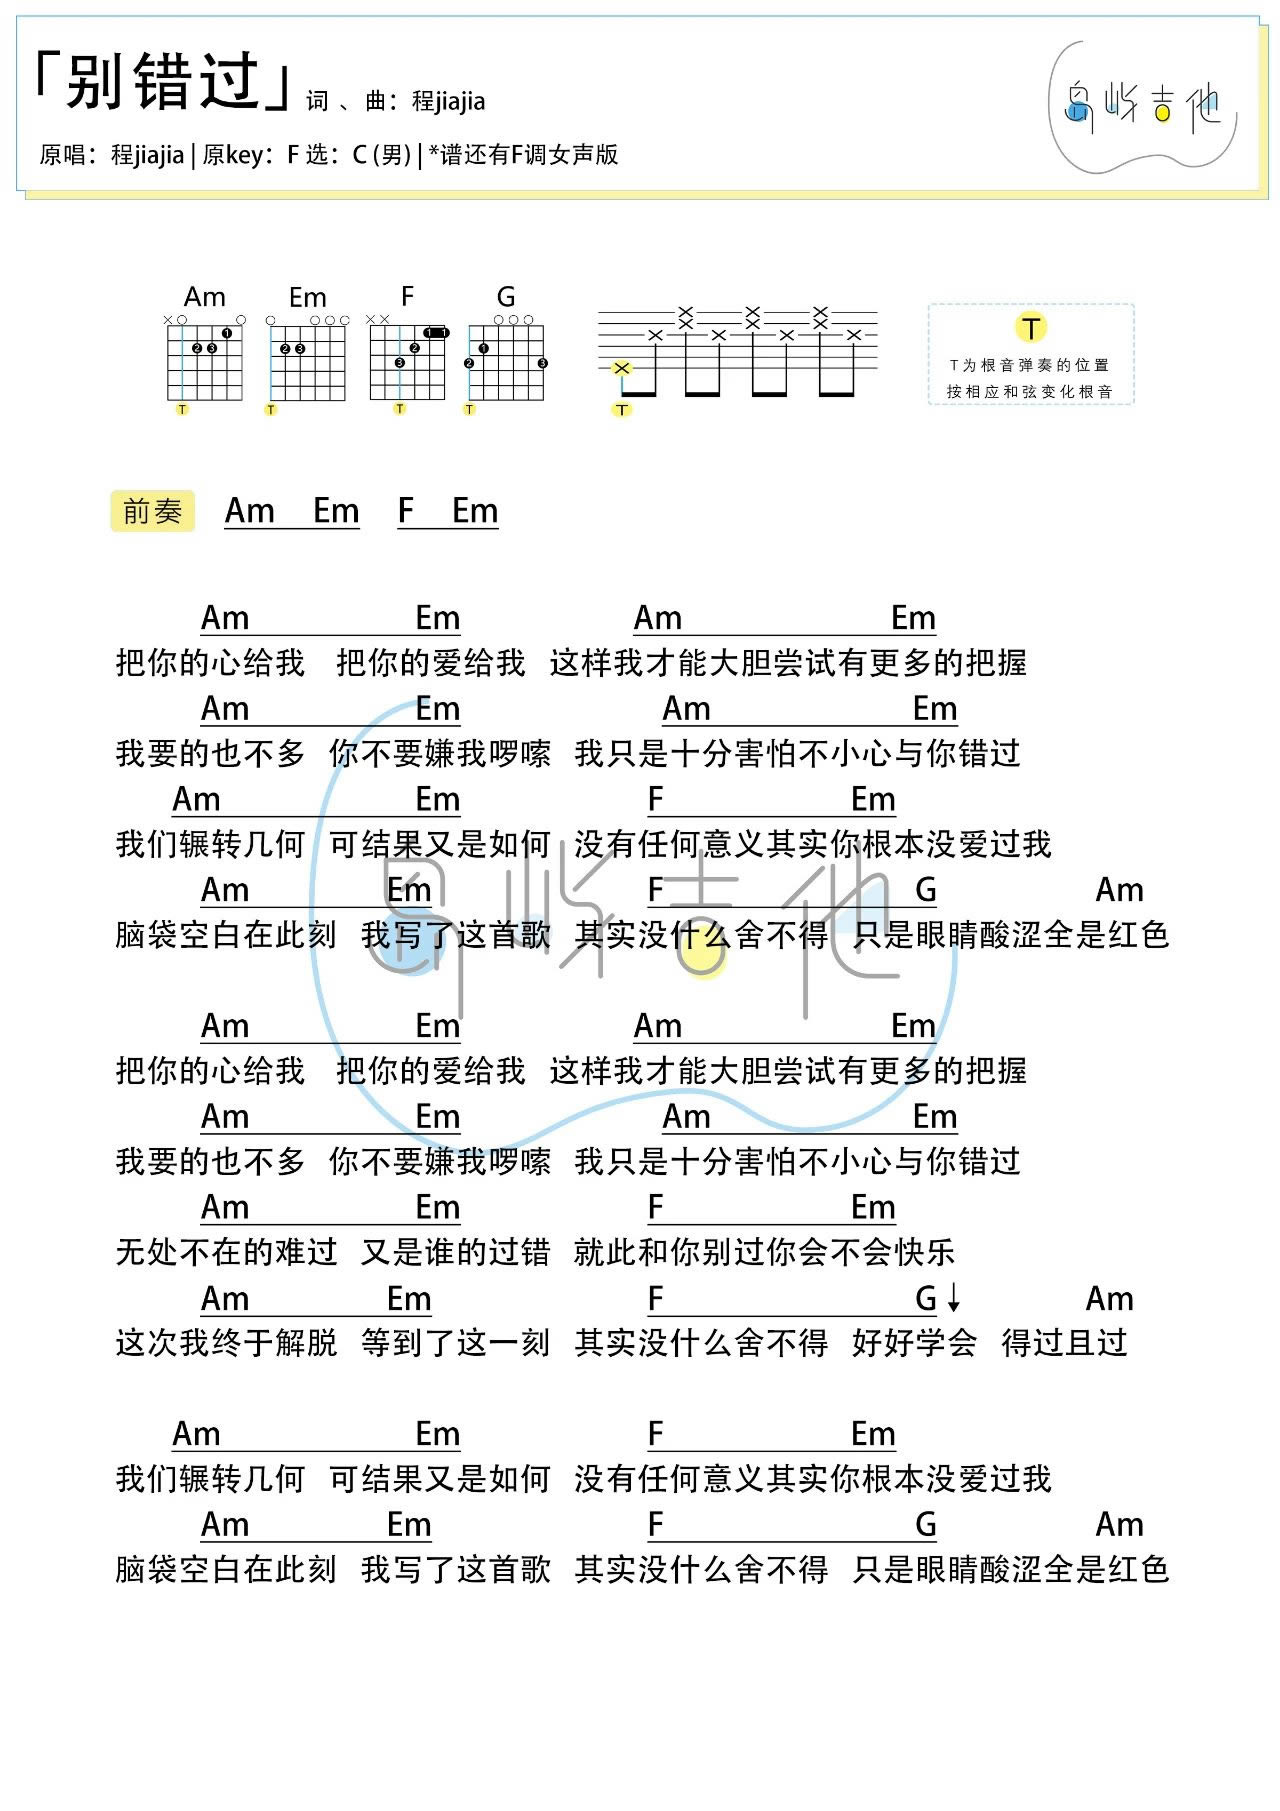 「别错过」 词、曲：程jiajia
岛屿吉他
原唱：程jiajia | 原key：F 选：C (男) | *谱还有F调女声版
Am Em F G
T
T为根音弹奏的位置
按相应和弦变化根音
T T T T T
前奏 Am Em F Em
Am Em Am Em
把你的心给我 把你的爱给我 这样我才能大胆尝试有更多的把握
Am Em Am Em
我要的也不多 你不要嫌我啰嗦 我只是十分害怕不小心与你错过
Am Em F Em
我们辗转几何 可结果又是如何 没有任何意义其实你根本没爱过我
Am Em F G Am
脑袋空白在此刻 我写了这首歌 其实没什么舍不得 只是眼睛酸涩全是红色
岛屿吉他
Am Em Am Em
把你的心给我 把你的爱给我 这样我才能大胆尝试有更多的把握
Am Em Am Em
我要的也不多 你不要嫌我啰嗦 我只是十分害怕不小心与你错过
Am Em F Em
无处不在的难过 又是谁的过错 就此和你别过你会不会快乐
Am Em F G↓ Am
这次我终于解脱 等到了这一刻 其实没什么舍不得 好好学会 得过且过
Am Em F Em
我们辗转几何 可结果又是如何 没有任何意义其实你根本没爱过我
Am Em F G Am
脑袋空白在此刻 我写了这首歌 其实没什么舍不得 只是眼睛酸涩全是红色